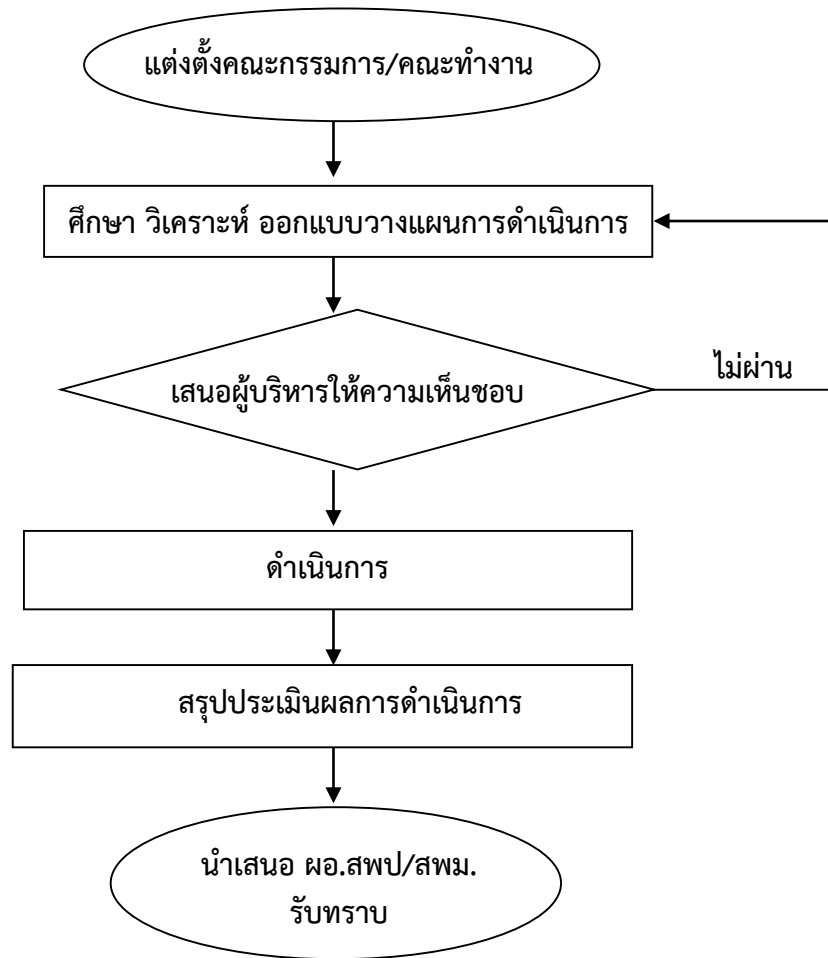 แต่งตั้งคณะกรรมการ/คณะทำงาน
ศึกษา วิเคราะห์ ออกแบบวางแผนการดำเนินการ
เสนอผู้บริหารให้ความเห็นชอบ
ไม่ผ่าน
ดำเนินการ
สรุปประเมินผลการดำเนินการ
นำเสนอ ผอ.สพป/สพม.
รับทราบ